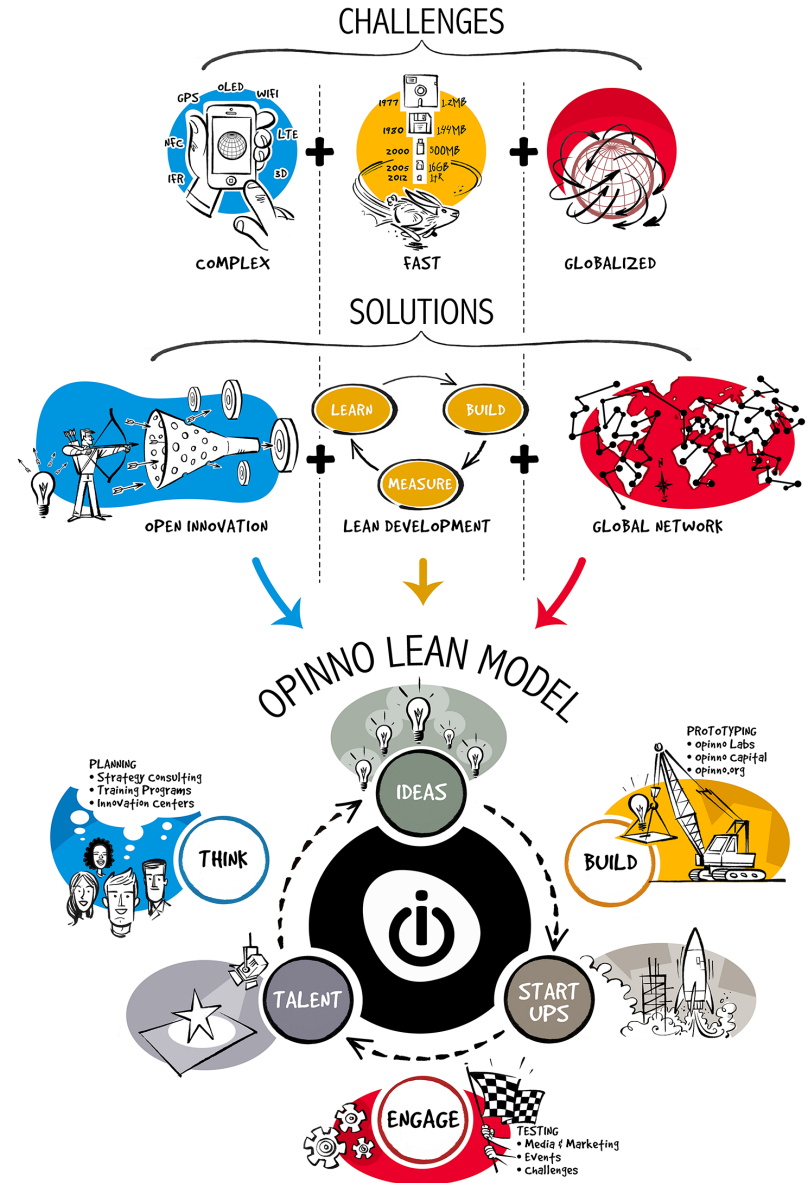 CHALLENGES
GPS
OLED
WIFI
NFC
LTE
IFR
3D
1977 1.2MB
1980 1.44MB
2000 500MB
2005 16GB
2012 1TR
COMPLEX
FAST
GLOBALIZED
SOLUTIONS
LEARN
BUILD
MEASURE
N
S
OPEN INNOVATION
LEAN DEVELOPMENT
GLOBAL NETWORK
OPINNO LEAN MODEL
PLANNING
• Strategy Consulting
• Training Programs
• Innovation Centers
PROTOTYPING
• Opinno Labs
• Opinno Capital
• Opinno.org
IDEAS
THINK
BUILD
TALENT
START
UPS
ENGAGE
TESTING
• Media & Marketing
• Events
• Challenges